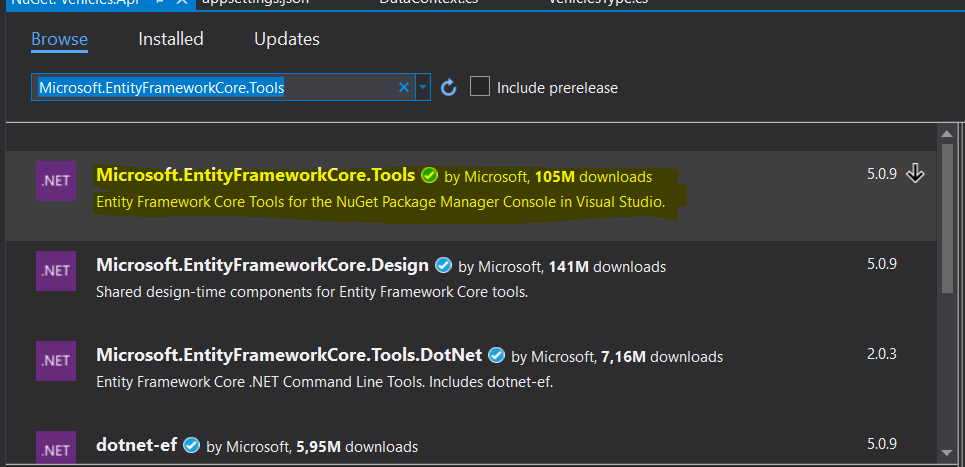 NuGet: Vehicles.Api appsettings.json DataContext.cs VehiclesType.cs
Browse Installed Updates
Microsoft.EntityFrameworkCore.Tools Include prerelease
.NET Microsoft.EntityFrameworkCore.Tools by Microsoft, 105M downloads 5.0.9
Entity Framework Core Tools for the NuGet Package Manager Console in Visual Studio.
.NET Microsoft.EntityFrameworkCore.Design by Microsoft, 141M downloads 5.0.9
Shared design-time components for Entity Framework Core tools.
.NET Microsoft.EntityFrameworkCore.Tools.DotNet by Microsoft, 7,16M downloads 2.0.3
Entity Framework Core .NET Command Line Tools. Includes dotnet-ef.
.NET dotnet-ef by Microsoft, 5,95M downloads 5.0.9